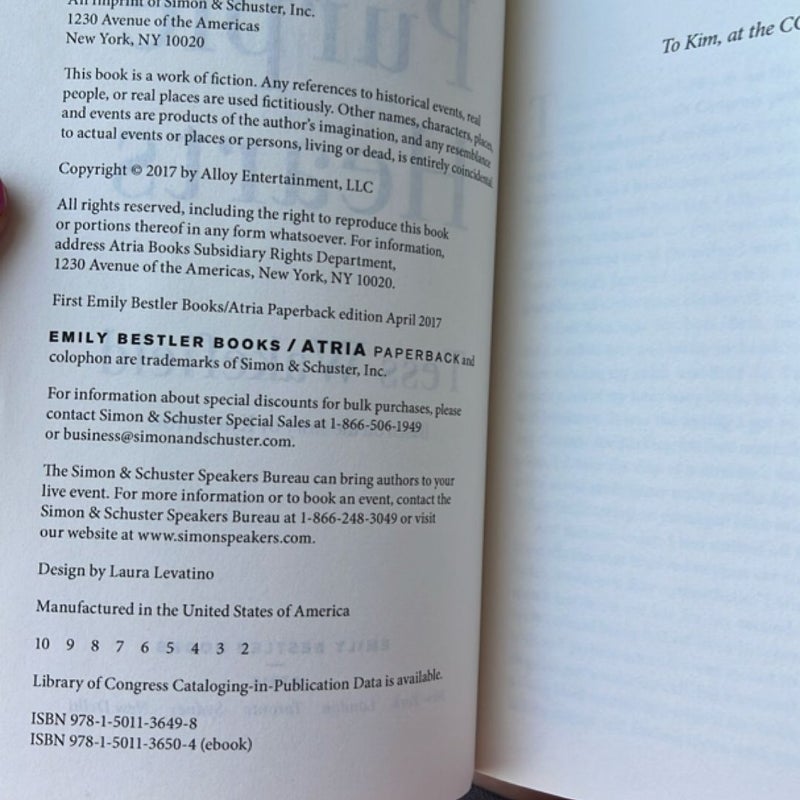 An Imprint of Simon & Schuster, Inc.
1230 Avenue of the Americas
New York, NY 10020
This book is a work of fiction. Any references to historical events, real
people, or real places are used fictitiously. Other names, characters, places,
and events are products of the author's imagination, and any resemblance
to actual events or places or persons, living or dead, is entirely coincidental.
Copyright © 2017 by Alloy Entertainment, LLC
All rights reserved, including the right to reproduce this book
or portions thereof in any form whatsoever. For information,
address Atria Books Subsidiary Rights Department,
1230 Avenue of the Americas, New York, NY 10020.
First Emily Bestler Books/Atria Paperback edition April 2017
EMILY BESTLER BOOKS / ATRIA PAPERBACK and
colophon are trademarks of Simon & Schuster, Inc.
For information about special discounts for bulk purchases, please
contact Simon & Schuster Special Sales at 1-866-506-1949
or business@simonandschuster.com.
The Simon & Schuster Speakers Bureau can bring authors to your
live event. For more information or to book an event, contact the
Simon & Schuster Speakers Bureau at 1-866-248-3049 or visit
our website at www.simonspeakers.com.
Design by Laura Levatino
Manufactured in the United States of America
10 9 8 7 6 5 4 3 2
Library of Congress Cataloging-in-Publication Data is available.
ISBN 978-1-5011-3649-8
ISBN 978-1-5011-3650-4 (ebook)
To Kim, at the CO